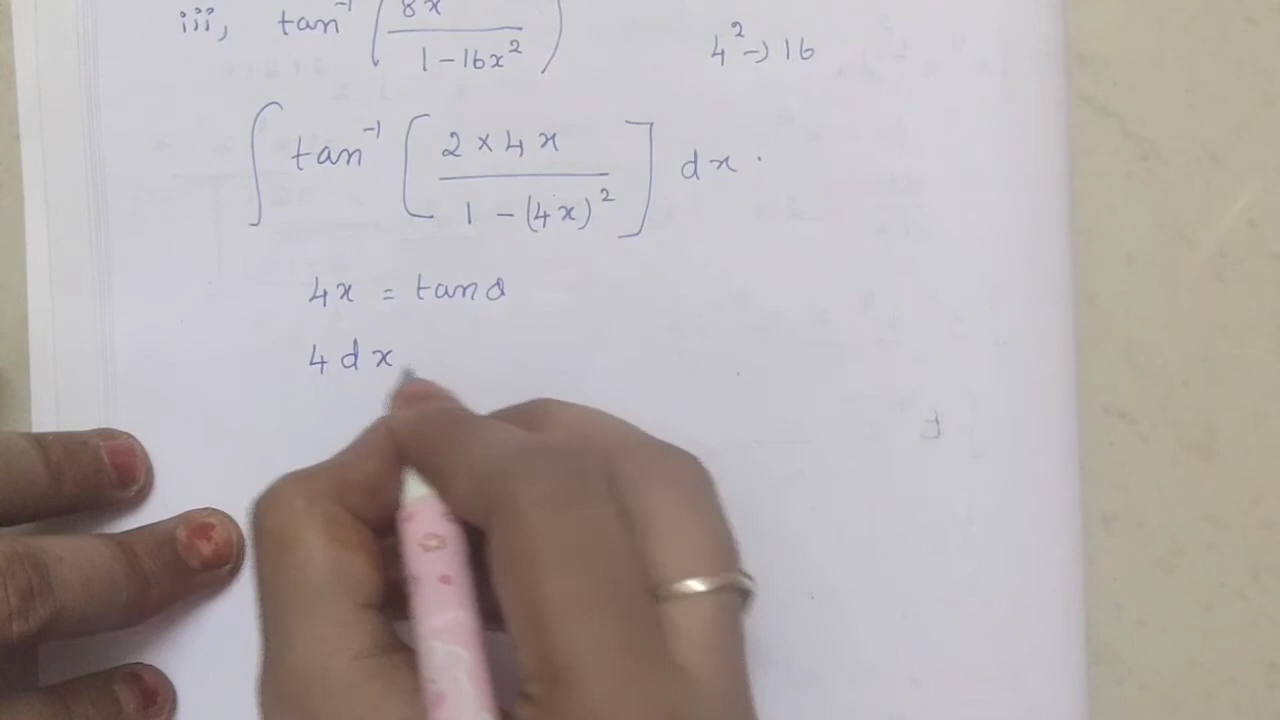 iii, tan⁻¹ ( 8x / 1 - 16x² ) 4² → 16
∫ tan⁻¹ [ 2 × 4x / 1 - (4x)² ] dx .
4x = tan θ
4 dx